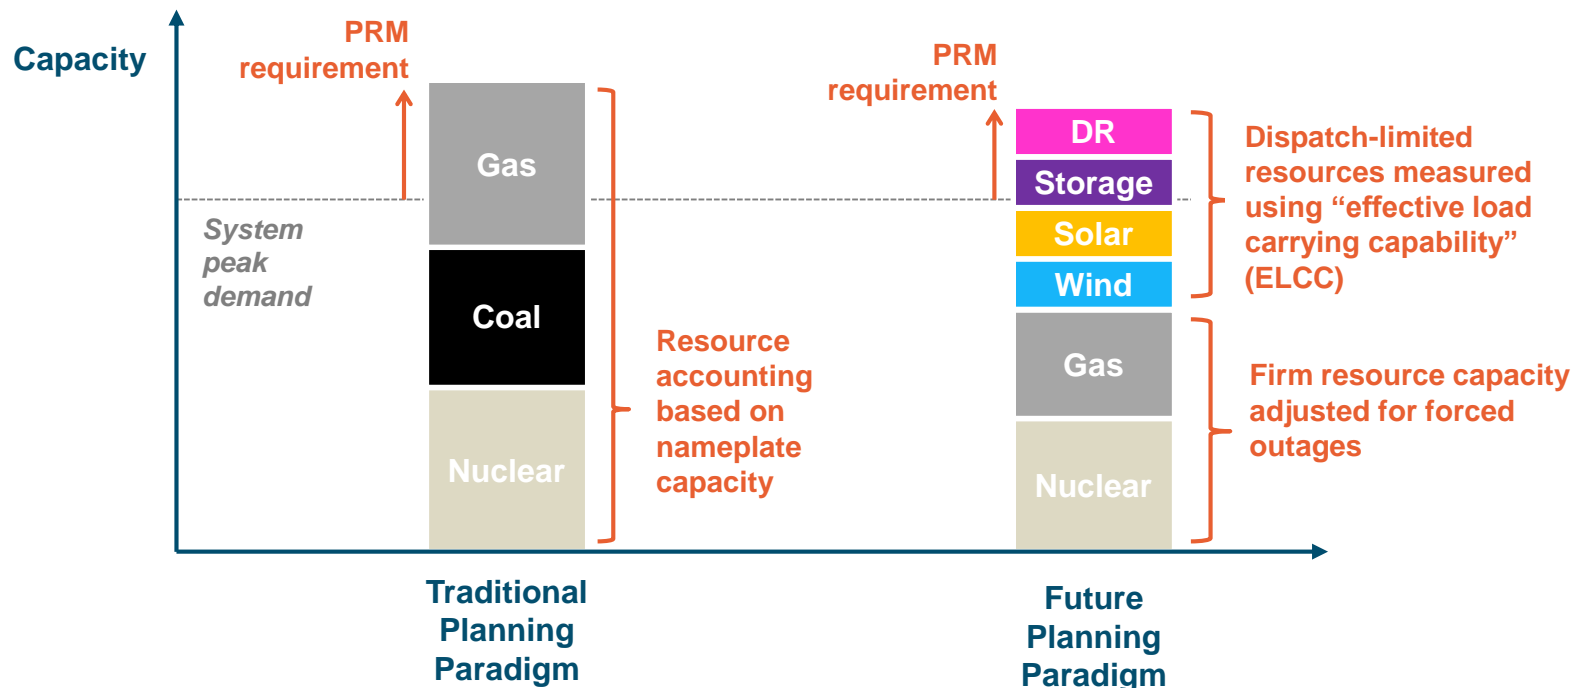 Capacity
PRM
requirement
System
peak
demand
Gas
Coal
Nuclear
Resource
accounting
based on
nameplate
capacity
Traditional
Planning
Paradigm
PRM
requirement
DR
Storage
Solar
Wind
Gas
Nuclear
Dispatch-limited
resources measured
using “effective load
carrying capability”
(ELCC)
Firm resource capacity
adjusted for forced
outages
Future
Planning
Paradigm